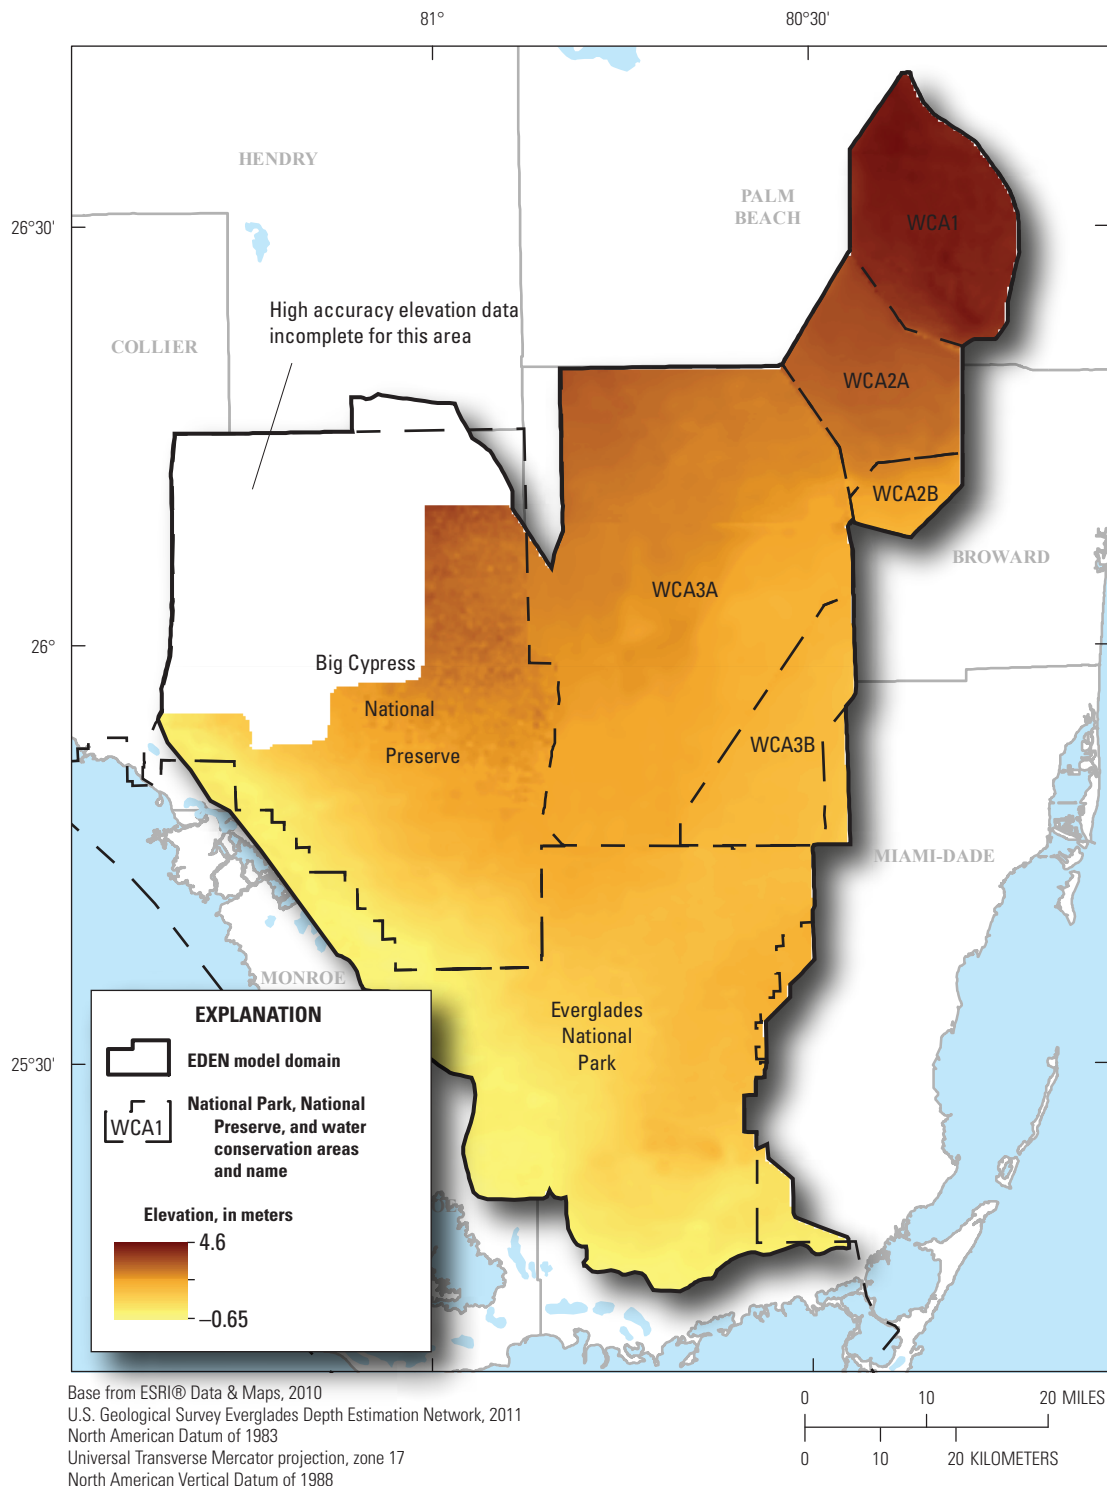 81°
80°30'
HENDRY
PALM
BEACH
WCA1
26°30'
High accuracy elevation data
incomplete for this area
COLLIER
WCA2A
WCA2B
BROWARD
WCA3A
26°
Big Cypress
National
Preserve
WCA3B
MIAMI-DADE
MONROE
Everglades
National
Park
25°30'
EXPLANATION
EDEN model domain
WCA1
National Park, National
Preserve, and water
conservation areas
and name
Elevation, in meters
4.6
–0.65
Base from ESRI® Data & Maps, 2010
U.S. Geological Survey Everglades Depth Estimation Network, 2011
North American Datum of 1983
Universal Transverse Mercator projection, zone 17
North American Vertical Datum of 1988
0 10 20 MILES
0 10 20 KILOMETERS